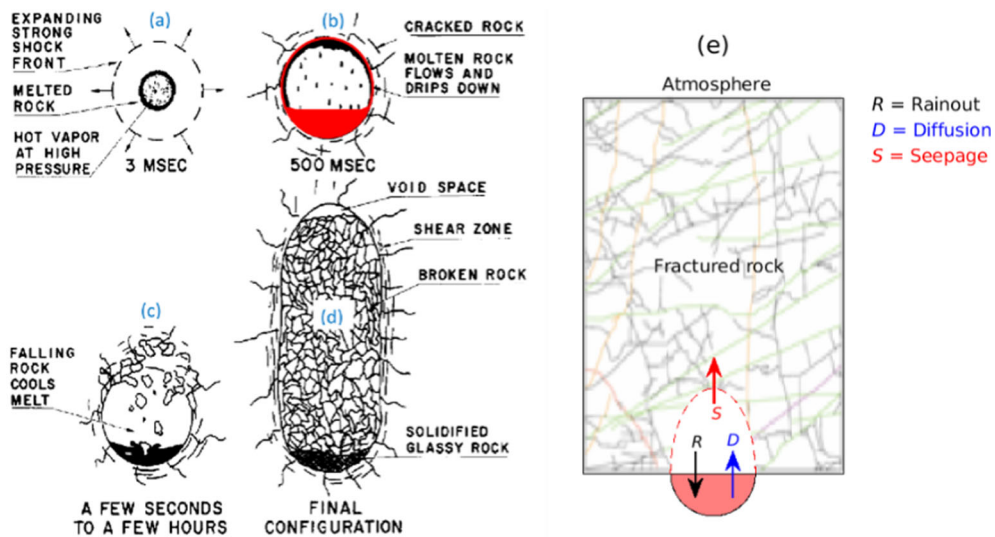 (a)
EXPANDING
STRONG
SHOCK
FRONT
MELTED
ROCK
HOT VAPOR
AT HIGH
PRESSURE
3 MSEC
(b)
CRACKED ROCK
MOLTEN ROCK
FLOWS AND
DRIPS DOWN
500 MSEC
(c)
FALLING
ROCK
COOLS
MELT
A FEW SECONDS
TO A FEW HOURS
VOID SPACE
SHEAR ZONE
BROKEN ROCK
(d)
SOLIDIFIED
GLASSY ROCK
FINAL
CONFIGURATION
(e)
Atmosphere
R = Rainout
D = Diffusion
S = Seepage
Fractured rock
S
R D